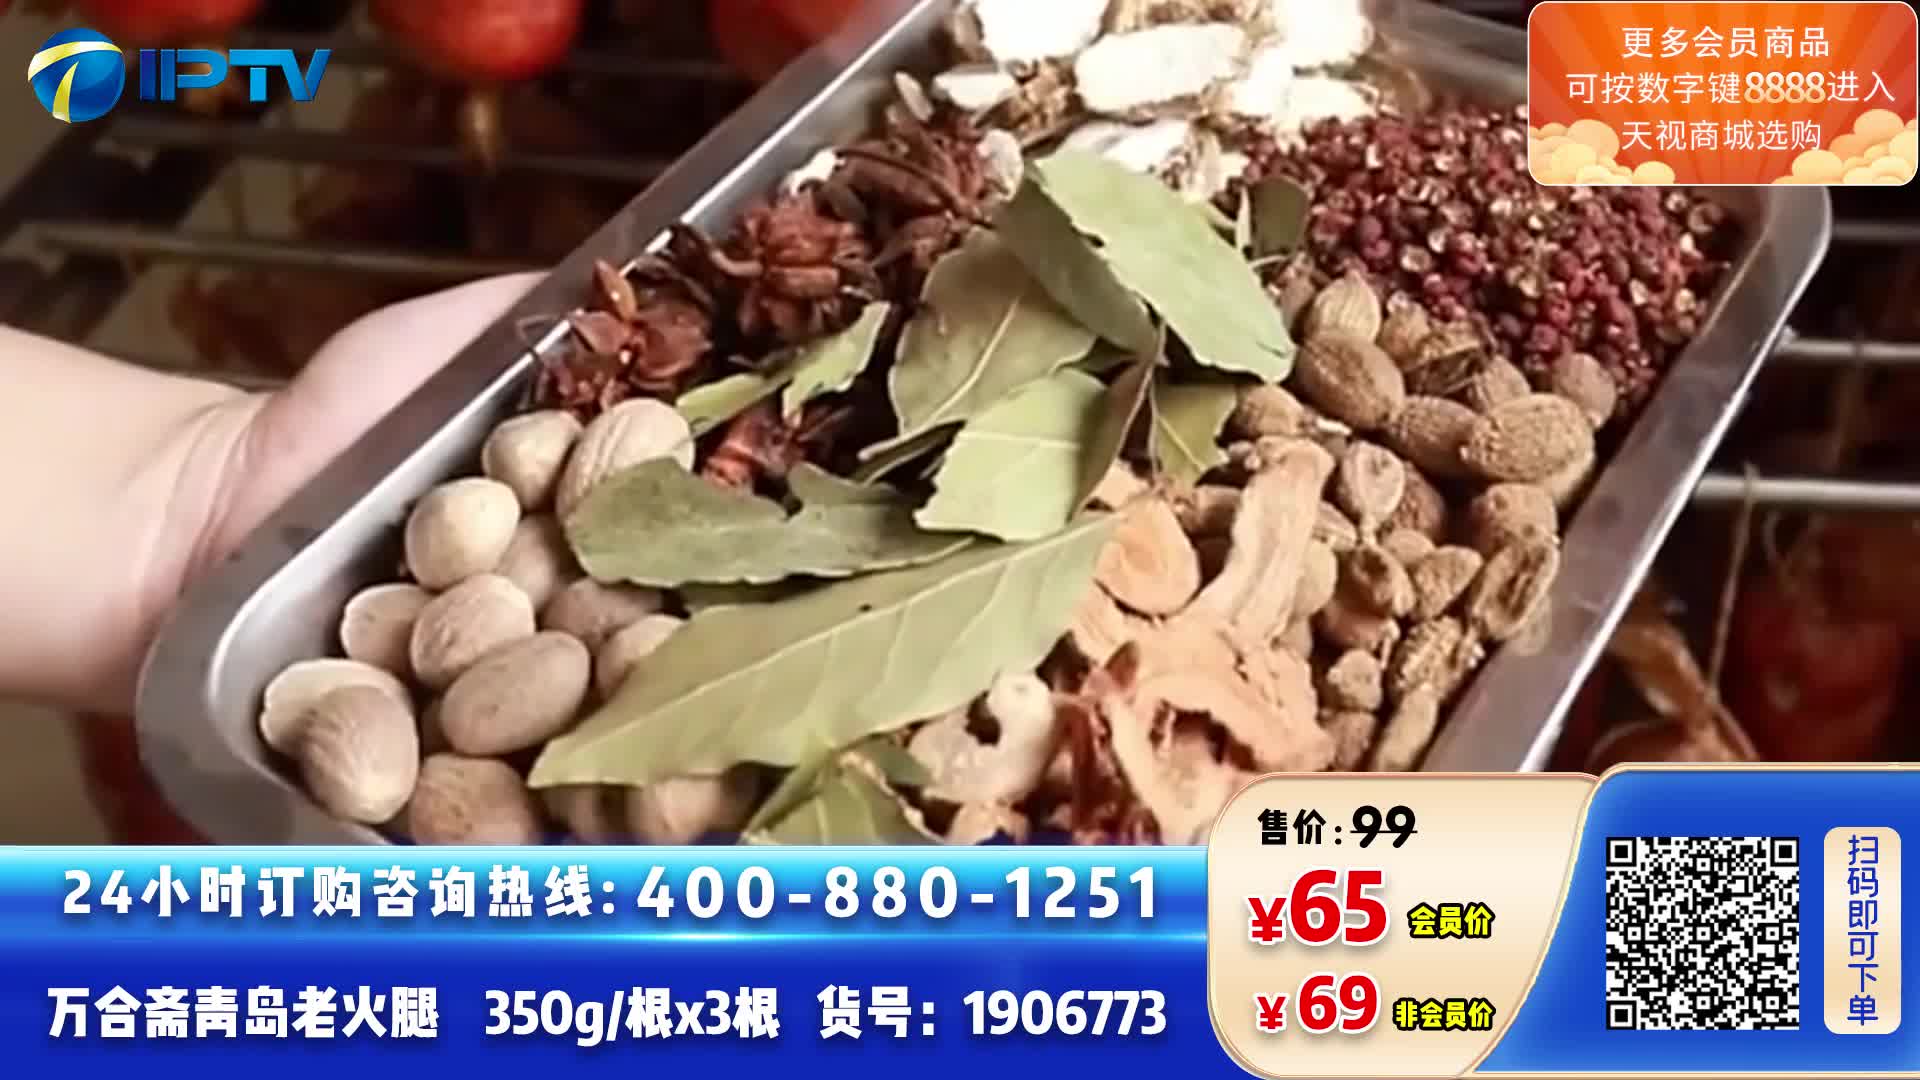 IPTV
更多会员商品
可按数字键8888进入
天视商城选购
24小时订购咨询热线:400-880-1251
万合斋青岛老火腿 350g/根x3根 货号：1906773
售价:99
¥65 会员价
¥69 非会员价
扫码即可下单